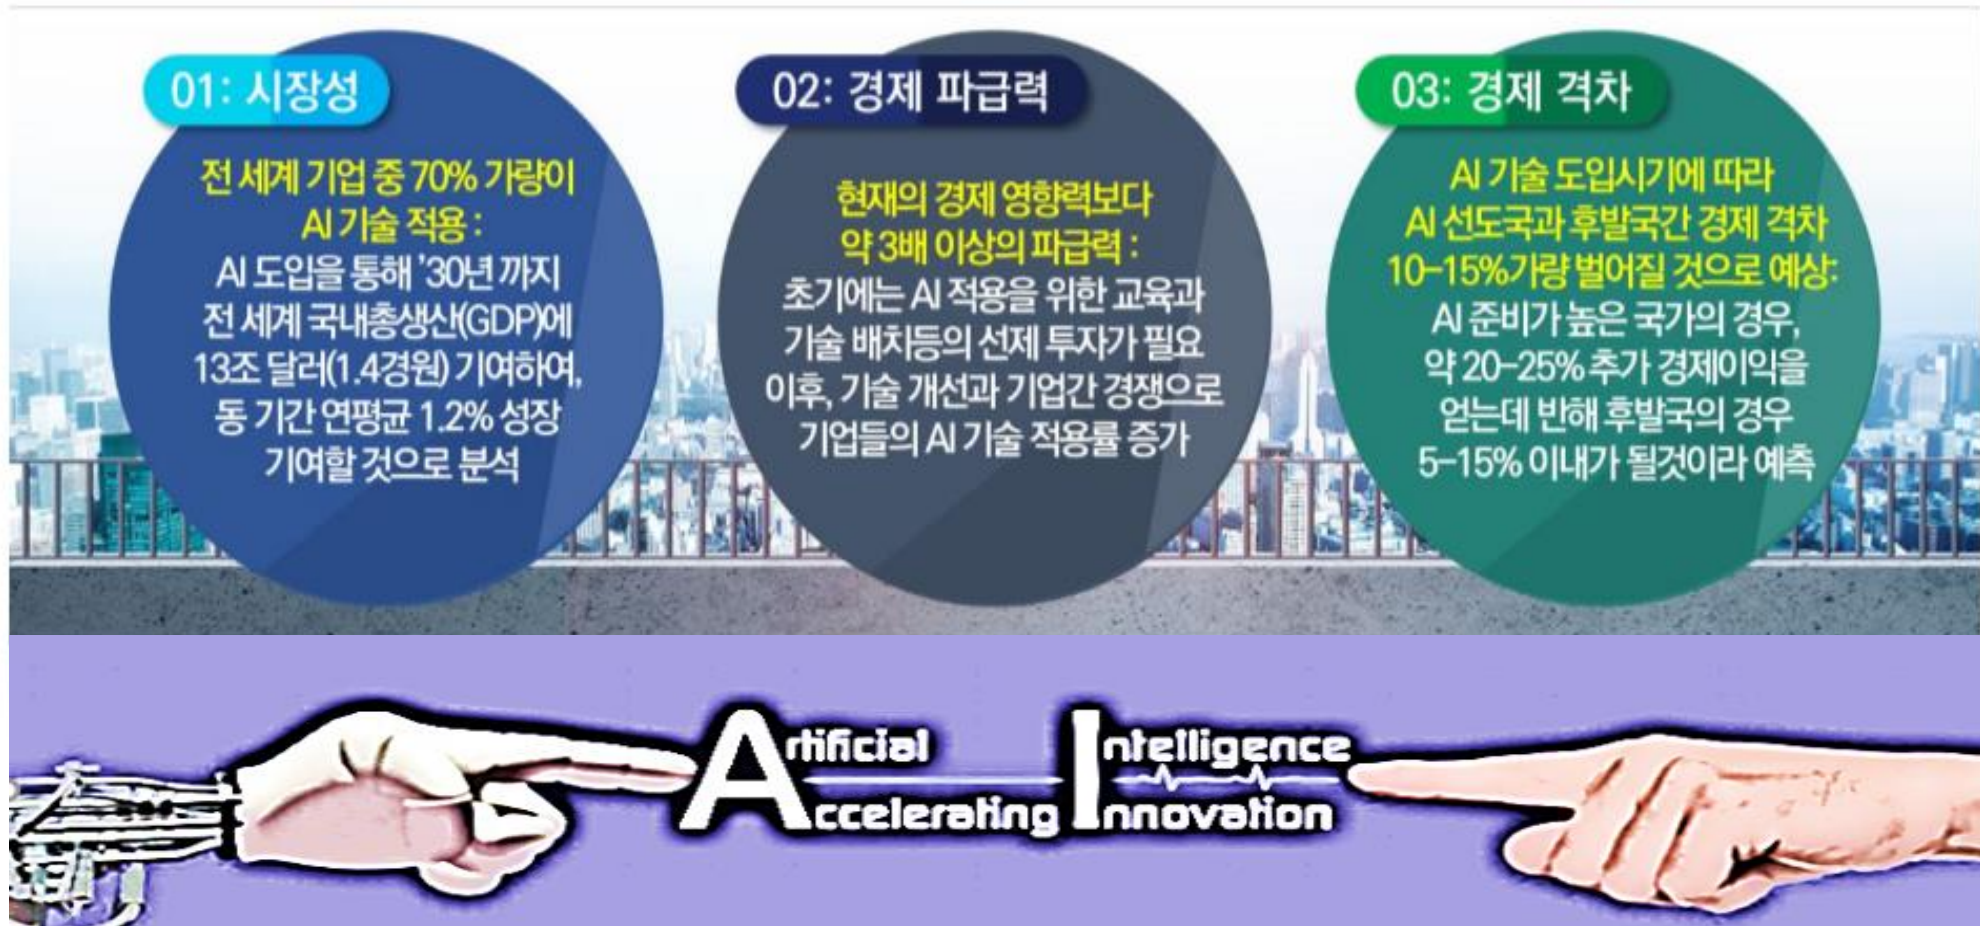 01: 시장성
전 세계 기업 중 70% 가량이
AI 기술 적용 :
AI 도입을 통해 '30년 까지
전 세계 국내총생산(GDP)에
13조 달러(1.4경원) 기여하여,
동 기간 연평균 1.2% 성장
기여할 것으로 분석
02: 경제 파급력
현재의 경제 영향력보다
약 3배 이상의 파급력 :
초기에는 AI 적용을 위한 교육과
기술 배치등의 선제 투자가 필요
이후, 기술 개선과 기업간 경쟁으로
기업들의 AI 기술 적용률 증가
03: 경제 격차
AI 기술 도입시기에 따라
AI 선도국과 후발국간 경제 격차
10-15%가량 벌어질 것으로 예상:
AI 준비가 높은 국가의 경우,
약 20-25% 추가 경제이익을
얻는데 반해 후발국의 경우
5-15% 이내가 될것이라 예측
Artificial Intelligence
Accelerating Innovation